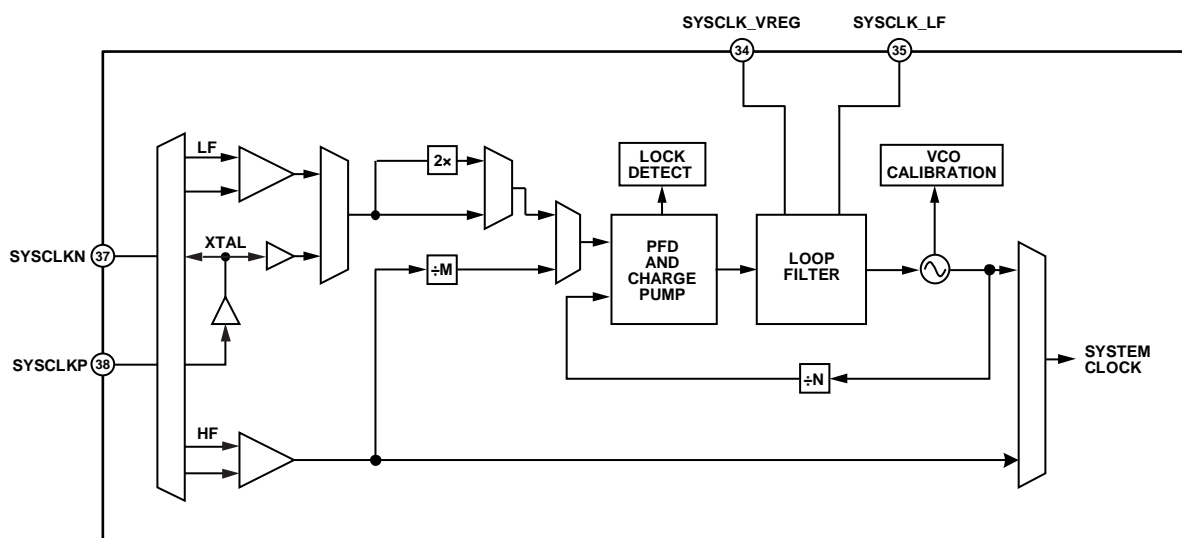 SYSCLK_VREG
SYSCLK_LF
34
35
LF
2×
LOCK
DETECT
VCO
CALIBRATION
SYSCLKN
37
XTAL
÷M
PFD
AND
CHARGE
PUMP
LOOP
FILTER
SYSCLKP
38
÷N
SYSTEM
CLOCK
HF